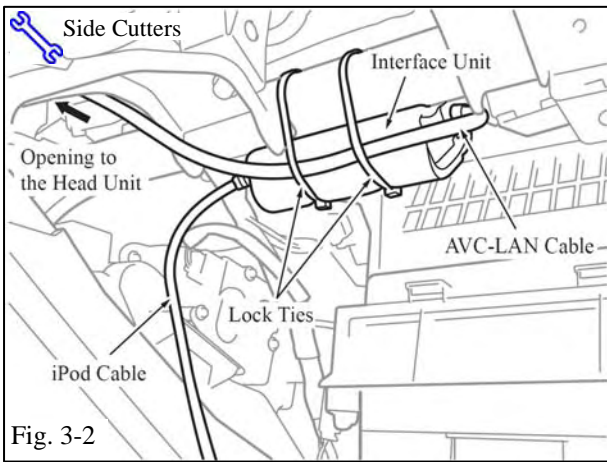 Side Cutters
Interface Unit
Opening to
the Head Unit
AVC-LAN Cable
Lock Ties
iPod Cable
Fig. 3-2